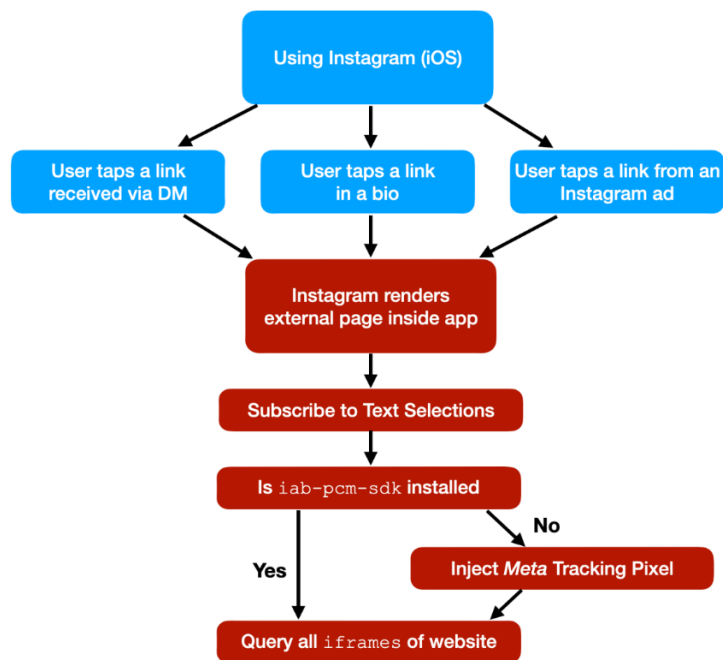 Using Instagram (iOS)
User taps a link
received via DM
User taps a link
in a bio
User taps a link from an
Instagram ad
Instagram renders
external page inside app
Subscribe to Text Selections
Is iab-pcm-sdk installed
No
Yes
Inject Meta Tracking Pixel
Query all iframes of website